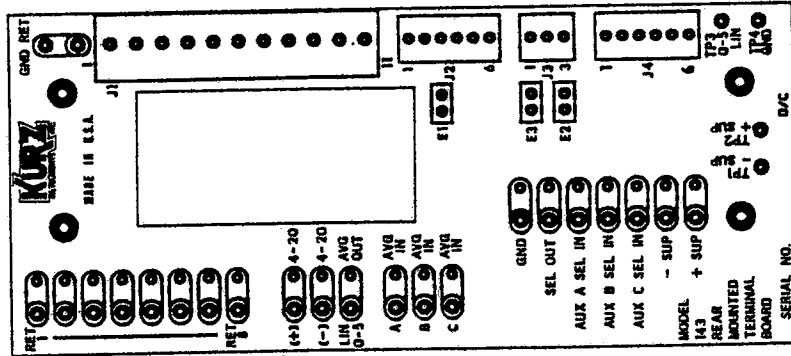 GND RET
1
J1
11
1
J2
6
1
J3
3
1
J4
6
TP3
0-5
LIN
TP4
GND
E1
E3
E2
KURZ
MADE IN U.S.A.
TP2 +
SUP
TP1 -
SUP
D/C
GND
SEL OUT
AUX A SEL IN
AUX B SEL IN
AUX C SEL IN
- SUP
+ SUP
RET
1
RET
8
(+) 4-20
(-) 4-20
LIN AVG
0-5 OUT
A AVG IN
B AVG IN
C AVG IN
MODEL
143
REAR
MOUNTED
TERMINAL
BOARD
SERIAL NO.